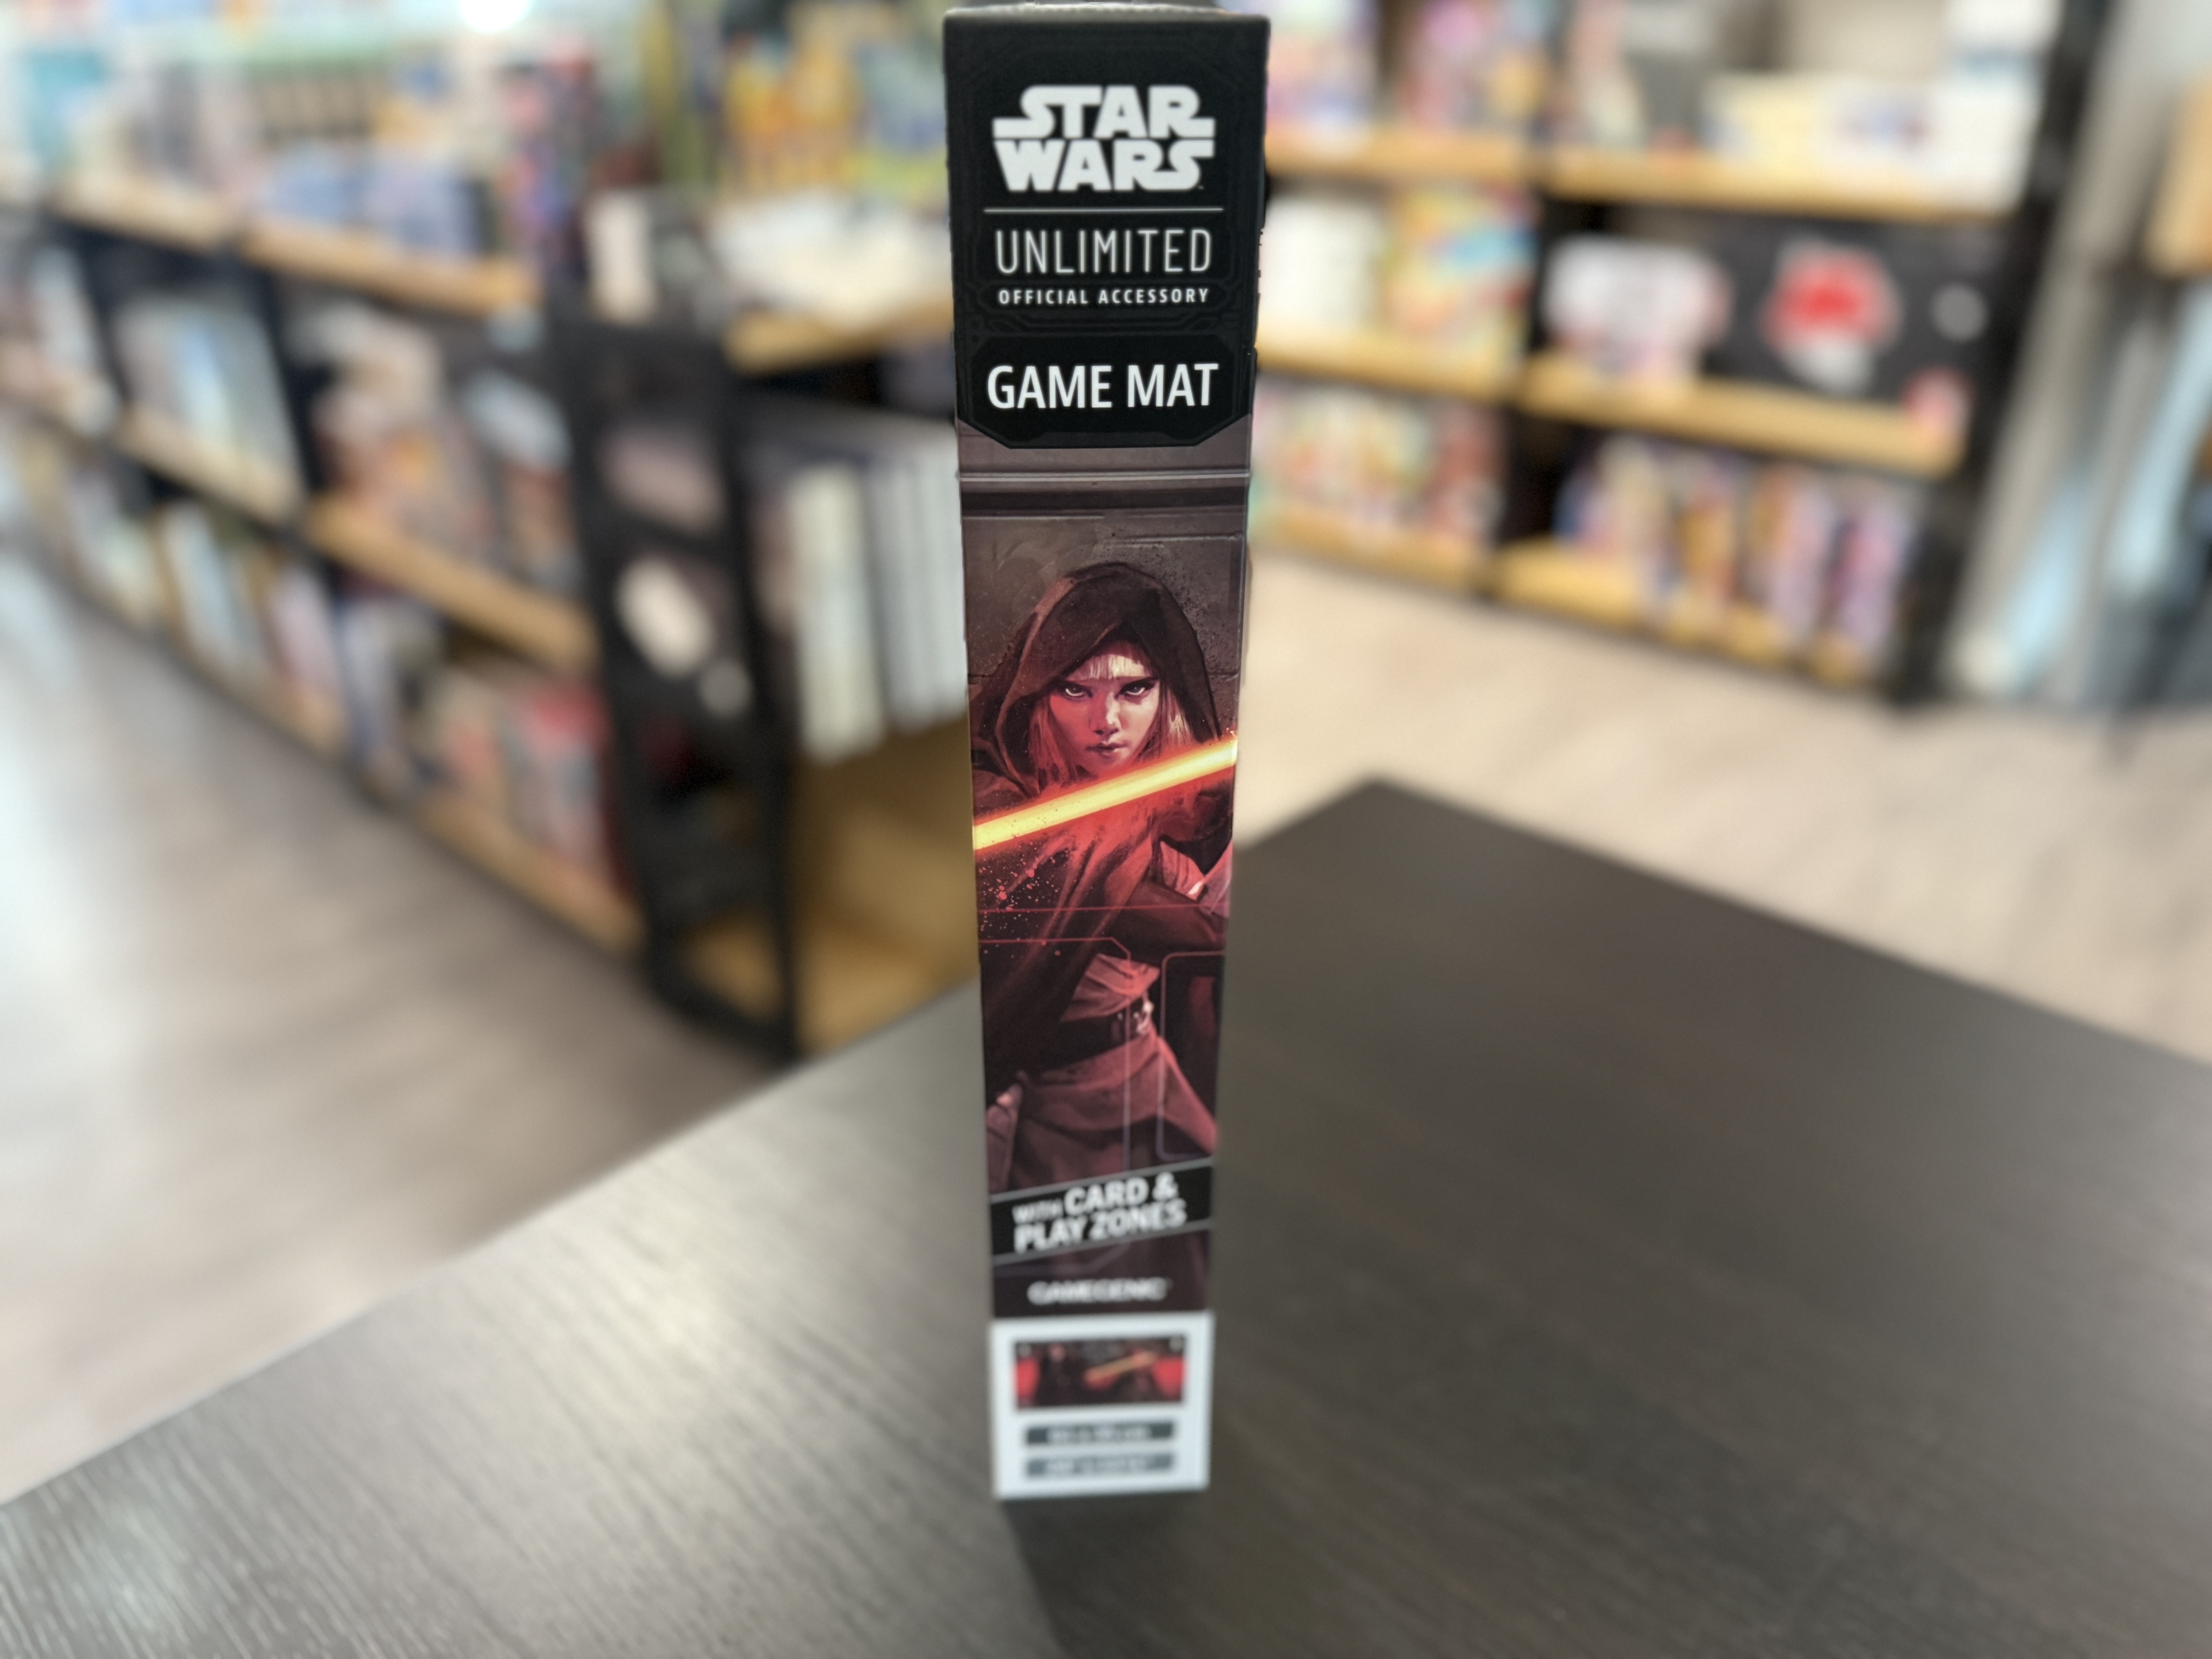 STAR
WARS
UNLIMITED
OFFICIAL ACCESSORY
GAME MAT
WITH CARD &
PLAY ZONES
GAMEGENIC